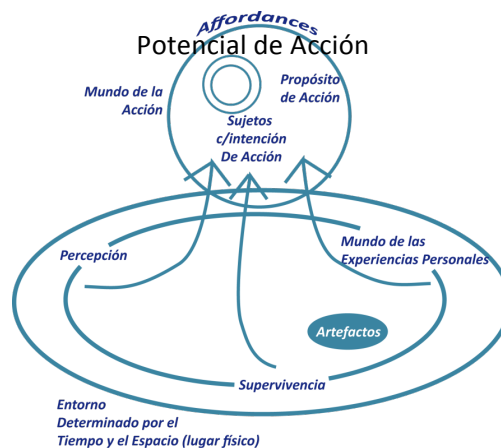 Affordances
Potencial de Acción
Mundo de la
Acción
Propósito
de Acción
Sujetos
c/intención
De Acción
Percepción
Mundo de las
Experiencias Personales
Artefactos
Supervivencia
Entorno
Determinado por el
Tiempo y el Espacio (lugar físico)